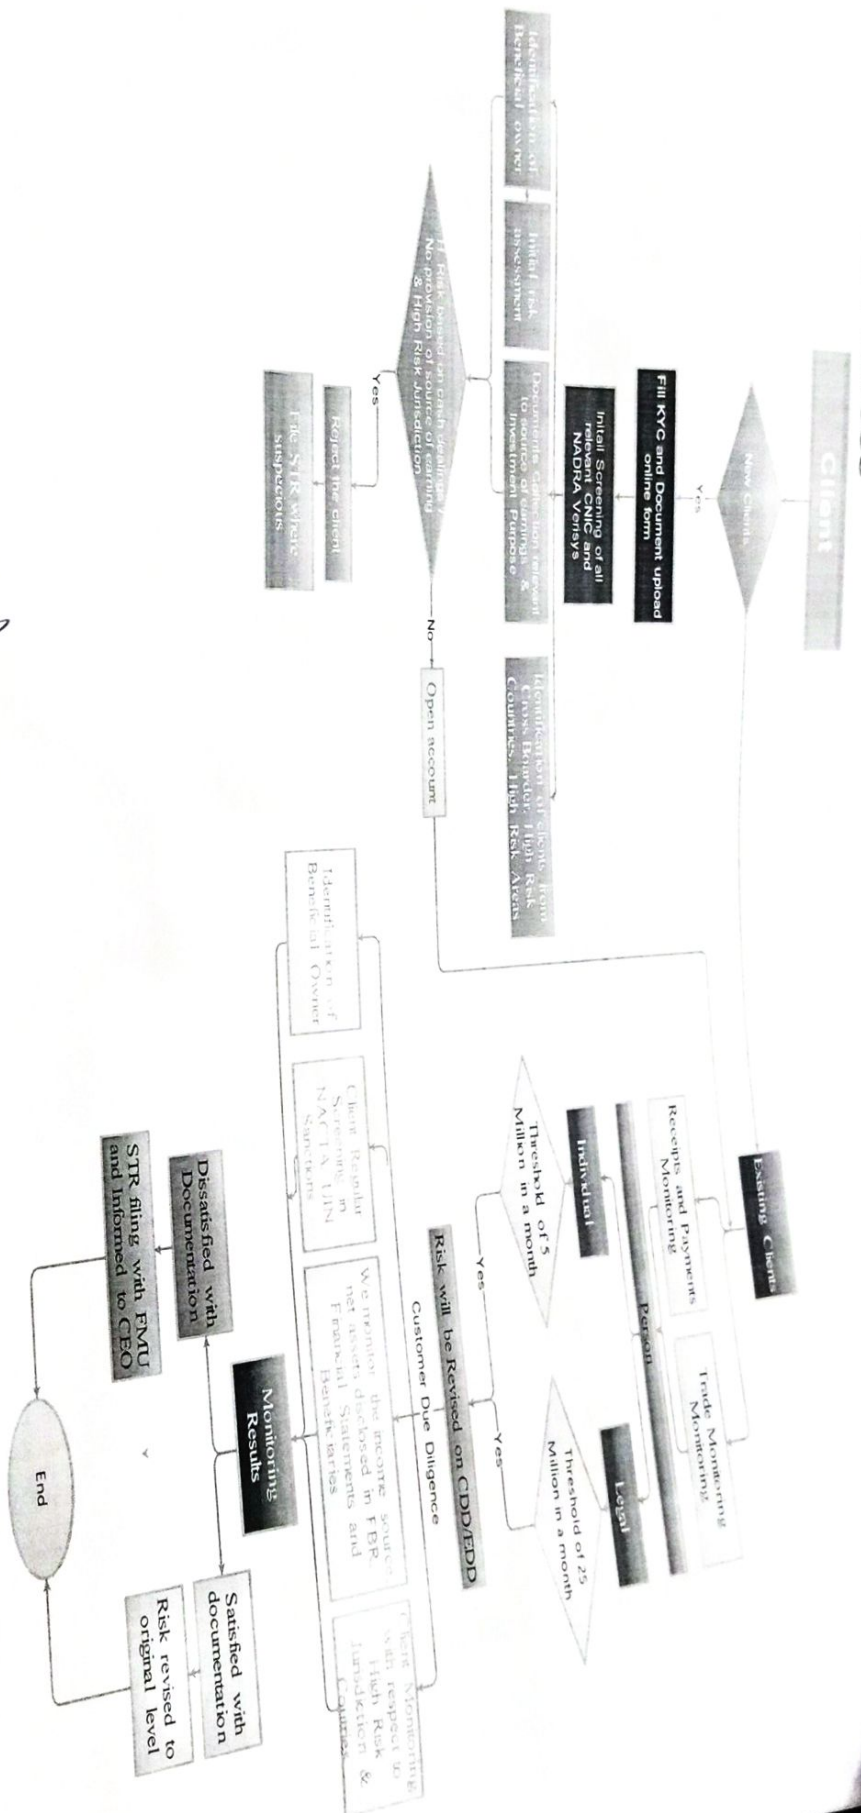 Client
New Clients
Yes
Fill KYC and Document upload
online form
Initail Screening of all
relevant CNIC and
NADRA Verisys
Identification of
Beneficial owner
Initial risk
assessment
Documents Collection relevant
to source of earnings &
Investment Purpose
Identification of clients from
Cross Boarder, High Risk
Countries, High Risk Areas
If Risk based on cash dealings,
No provision of source of earning
& High Risk Jurisdiction
Yes
Reject the client
File STR where
suspecious
No
Open account
Existing Clients
Receipts and Payments
Monitoring
Trade Monitoring
Monitoring
Person
Individual
Legal
Threshold of 5
Million in a month
Threshold of 25
Million in a month
Yes
Yes
Risk will be Revised on CDD/EDD
Customer Due Diligence
Identification of
Beneficial Owner
Client Regular
Screening in
NACTA, UN
Sanctions
We monitor the income source,
net assets disclosed in FBR,
Financial Statements and
Beneficiaries
Client Monitoring
with respect to
High Risk
Jurisdiction &
Monitoring
Results
Dissatisfied with
Documentation
STR filing with FMU
and Informed to CEO
Satisfied with
documentation
Risk revised to
original level
End